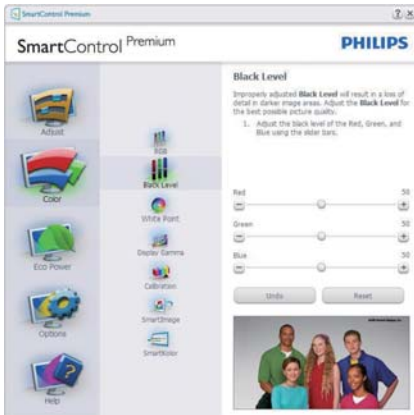 SmartControl Premium
SmartControl Premium
PHILIPS
Adjust
Color
Eco Power
Options
Help
RGB
Black Level
White Point
Display Gamma
Calibration
SmartImage
SmartKolor
Black Level
Improperly adjusted Black Level will result in a loss of
detail in darker image areas. Adjust the Black Level for
the best possible picture quality.
1. Adjust the black level of the Red, Green, and
Blue using the slider bars.
Red 50
Green 50
Blue 50
Undo Reset